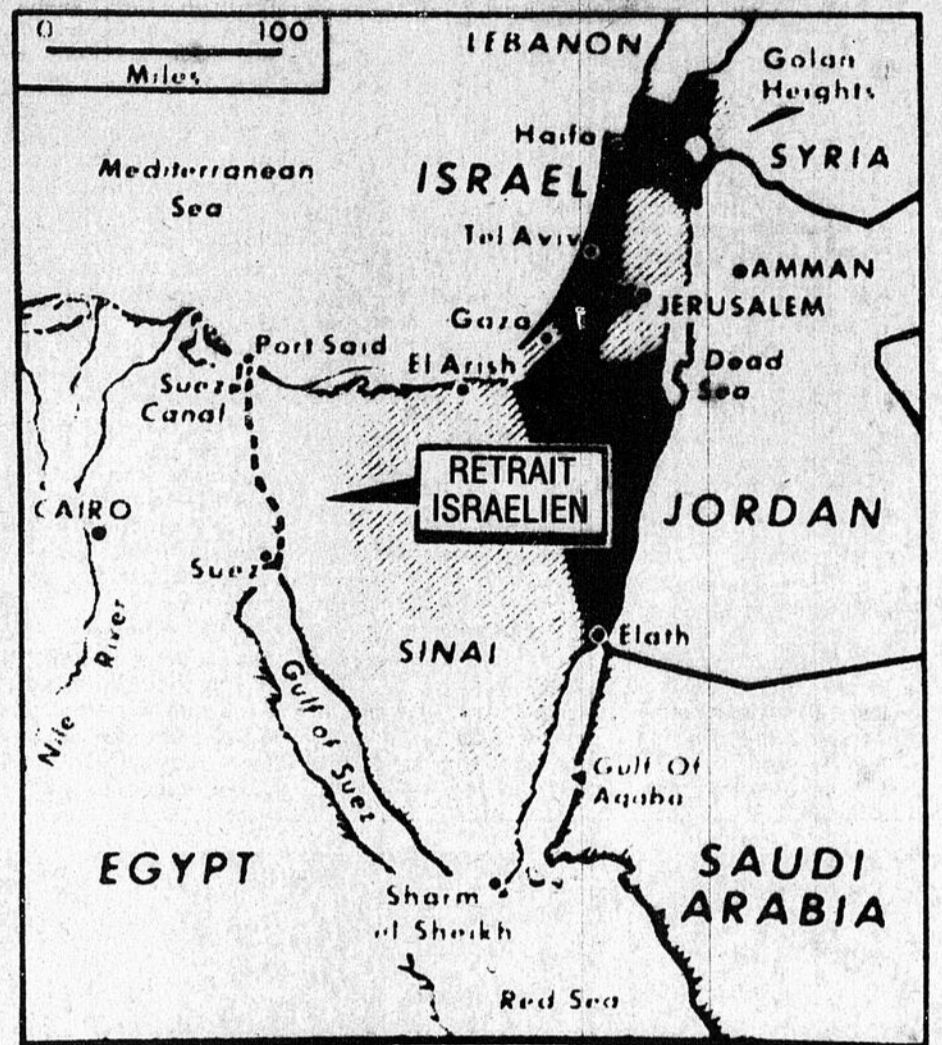 0 100
Miles
LEBANON
Golan
Heights
Haifa
SYRIA
Mediterranean
Sea
ISRAEL
Tel Aviv
AMMAN
JERUSALEM
Gaza
Port Said
El Arish
Dead
Sea
Suez
Canal
RETRAIT
ISRAELIEN
CAIRO
JORDAN
Suez
SINAI
Elath
Nile River
Gulf of Suez
Gulf Of
Aqaba
EGYPT
SAUDI
ARABIA
Sharm
el Sheikh
Red Sea